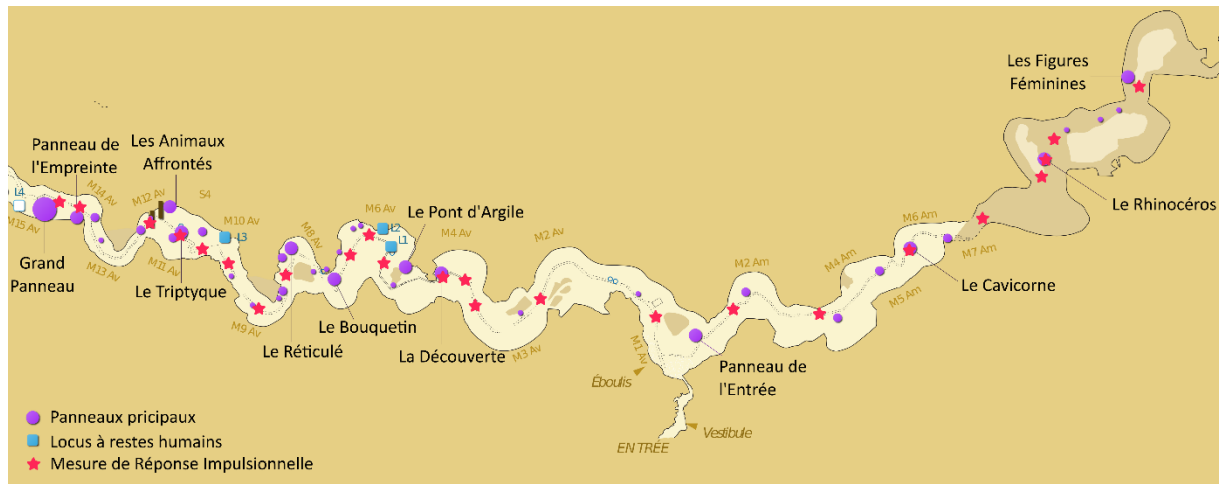 Les Figures
Féminines
Panneau de
l'Empreinte
Les Animaux
Affrontés
S4
M14 Av
M12 Av
L4
M15 Av
M10 Av
L3
M6 Av
L2
L1
Le Pont d'Argile
M8 Av
M4 Av
M2 Av
Le Rhinocéros
M6 Am
M7 Am
Grand
Panneau
M13 Av
M11 Av
Le Triptyque
M2 Am
M4 Am
Le Cavicorne
M5 Am
M9 Av
Le Bouquetin
Le Réticulé
La Découverte
M3 Av
M1 Av
Panneau de
l'Entrée
Éboulis
Vestibule
ENTRÉE
Panneaux pricipaux
Locus à restes humains
Mesure de Réponse Impulsionnelle